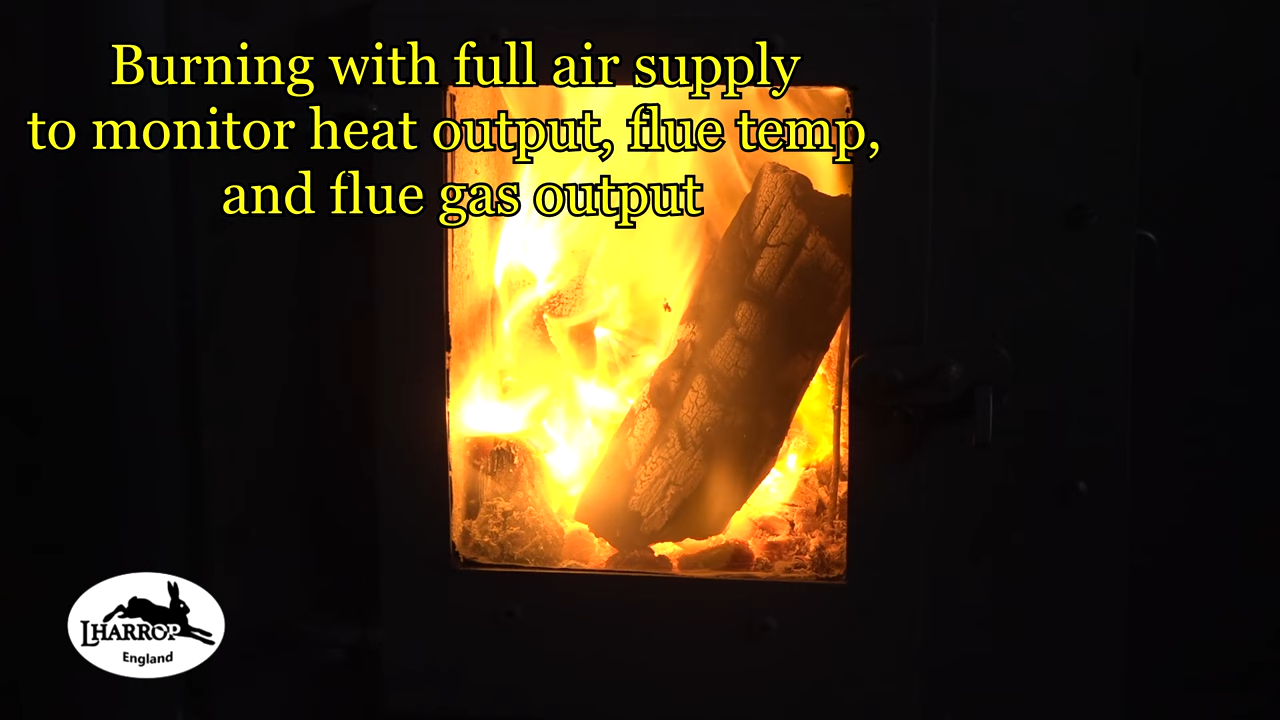 Burning with full air supply
to monitor heat output, flue temp,
and flue gas output
LHARROP
England